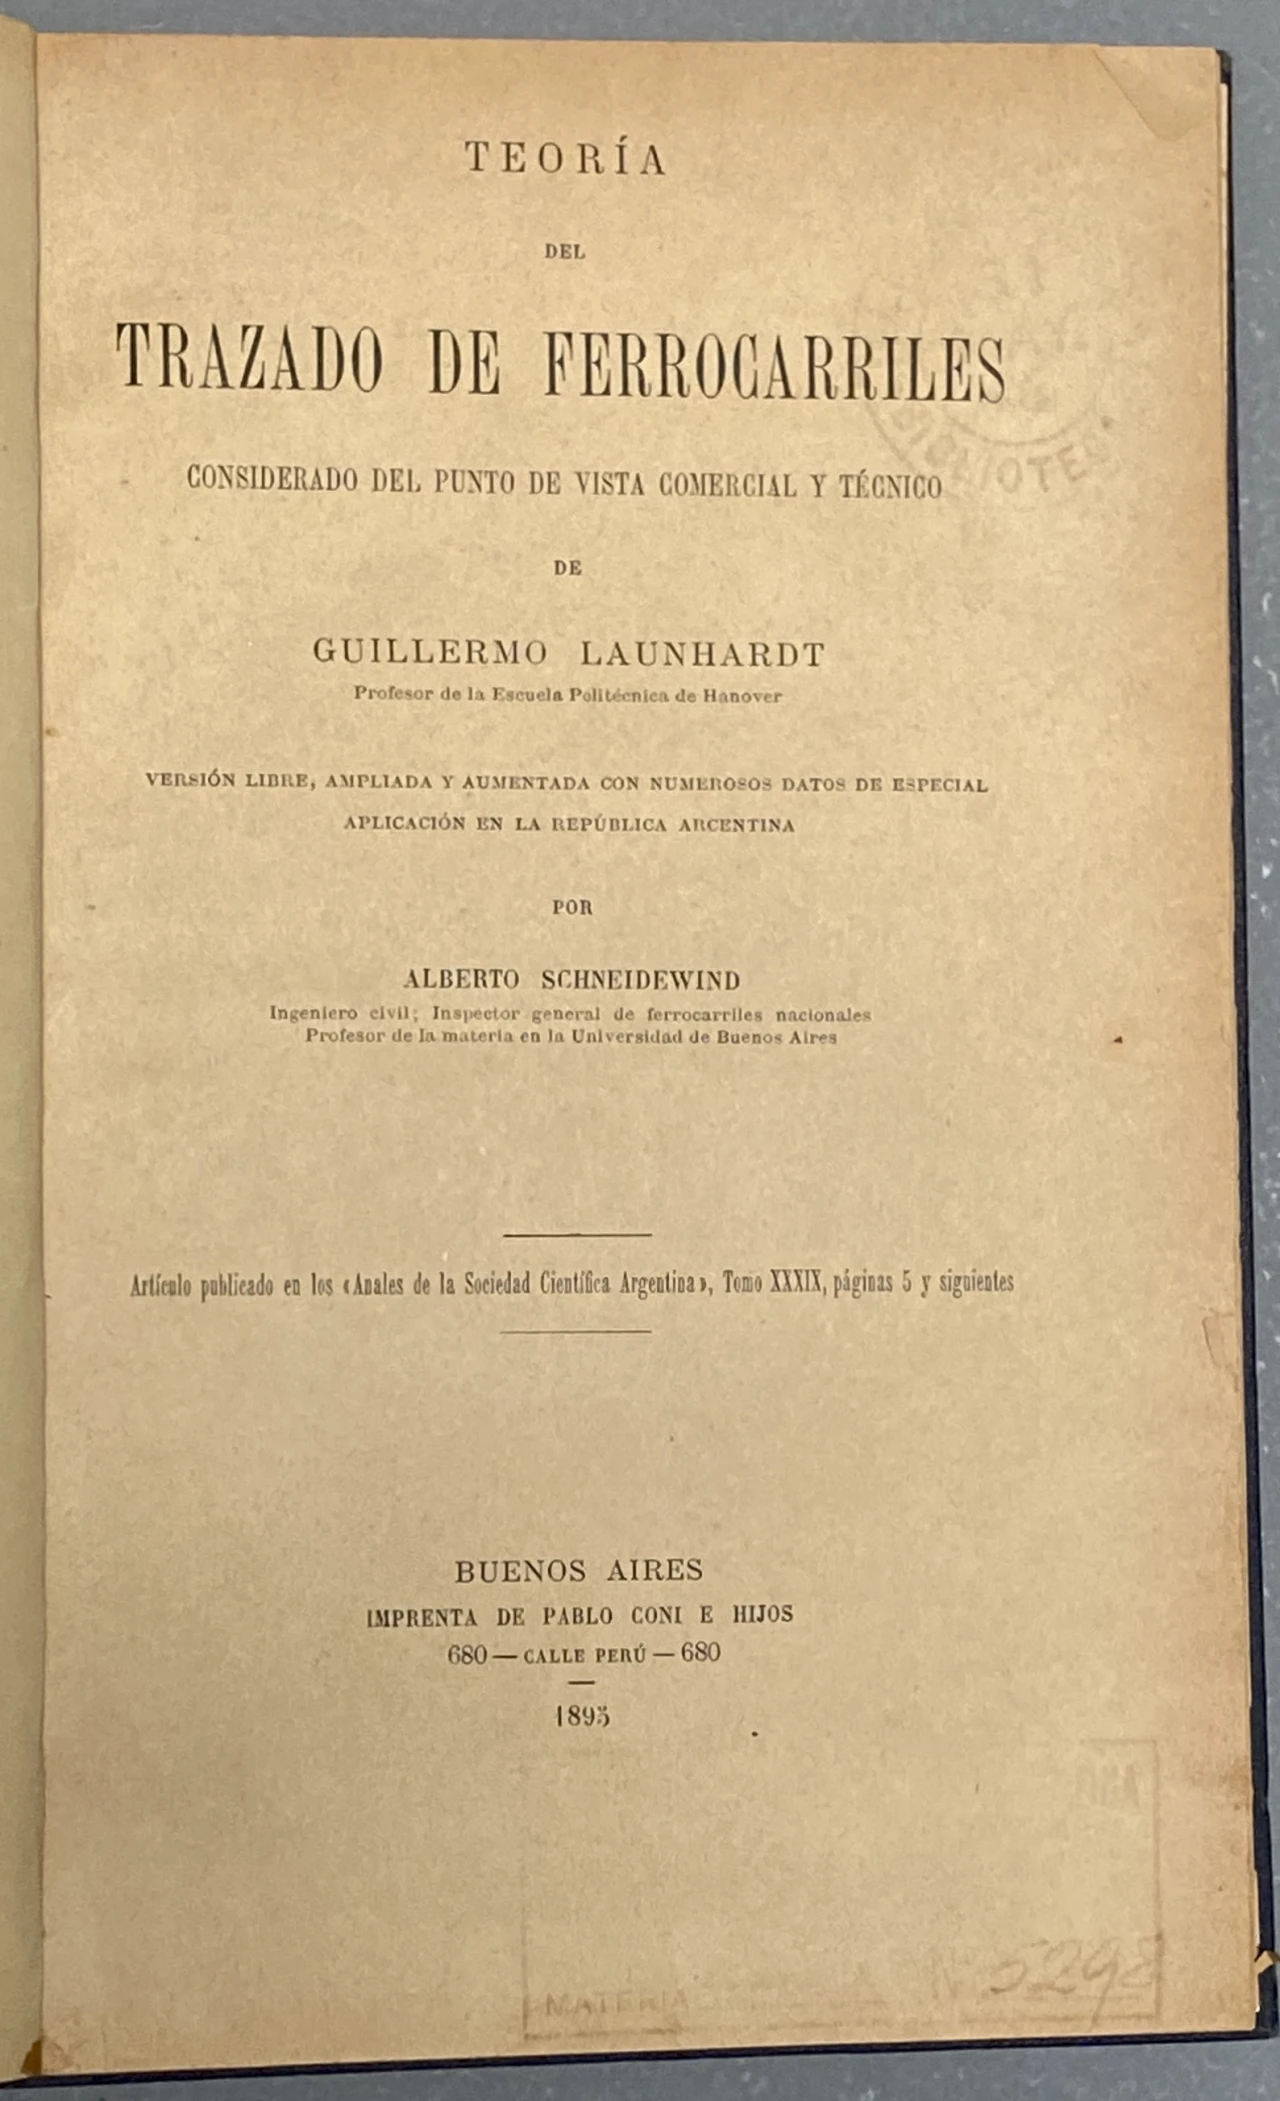 TEORÍA
DEL
TRAZADO DE FERROCARRILES
CONSIDERADO DEL PUNTO DE VISTA COMERCIAL Y TÉCNICO
DE
GUILLERMO LAUNHARDT
Profesor de la Escuela Politécnica de Hanover
VERSIÓN LIBRE, AMPLIADA Y AUMENTADA CON NUMEROSOS DATOS DE ESPECIAL
APLICACIÓN EN LA REPÚBLICA ARGENTINA
POR
ALBERTO SCHNEIDEWIND
Ingeniero civil; Inspector general de ferrocarriles nacionales
Profesor de la materia en la Universidad de Buenos Aires
Artículo publicado en los «Anales de la Sociedad Científica Argentina», Tomo XXXIX, páginas 5 y siguientes
BUENOS AIRES
IMPRENTA DE PABLO CONI E HIJOS
680 — CALLE PERÚ — 680
1895
Nº 5298
MATERIA